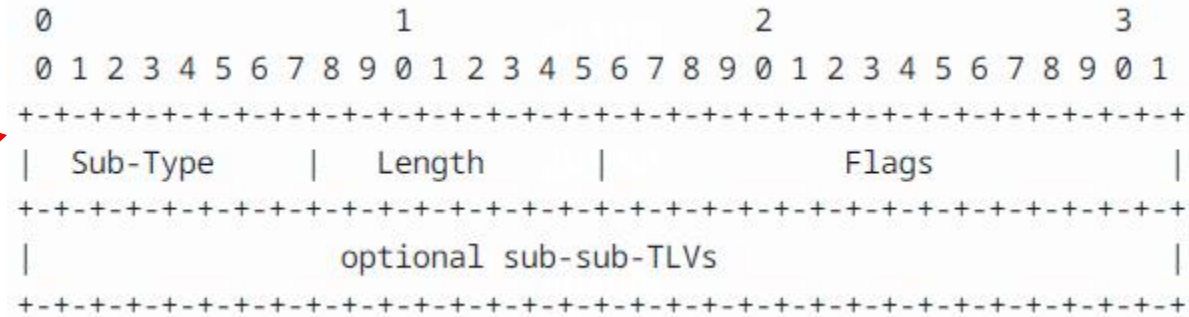 0                   1                   2                   3
 0 1 2 3 4 5 6 7 8 9 0 1 2 3 4 5 6 7 8 9 0 1 2 3 4 5 6 7 8 9 0 1
+-+-+-+-+-+-+-+-+-+-+-+-+-+-+-+-+-+-+-+-+-+-+-+-+-+-+-+-+-+-+-+-+
|  Sub-Type     |   Length      |             Flags             |
+-+-+-+-+-+-+-+-+-+-+-+-+-+-+-+-+-+-+-+-+-+-+-+-+-+-+-+-+-+-+-+-+
|                 optional sub-sub-TLVs                         |
+-+-+-+-+-+-+-+-+-+-+-+-+-+-+-+-+-+-+-+-+-+-+-+-+-+-+-+-+-+-+-+-+